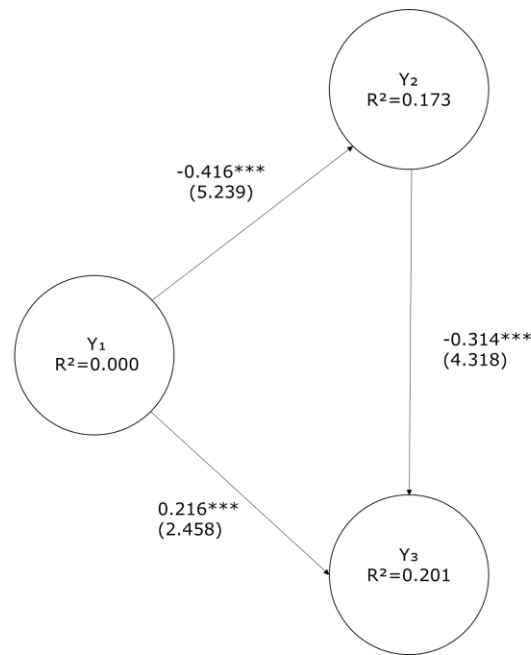 Y₂
R²=0.173
-0.416***
(5.239)
Y₁
R²=0.000
-0.314***
(4.318)
0.216***
(2.458)
Y₃
R²=0.201